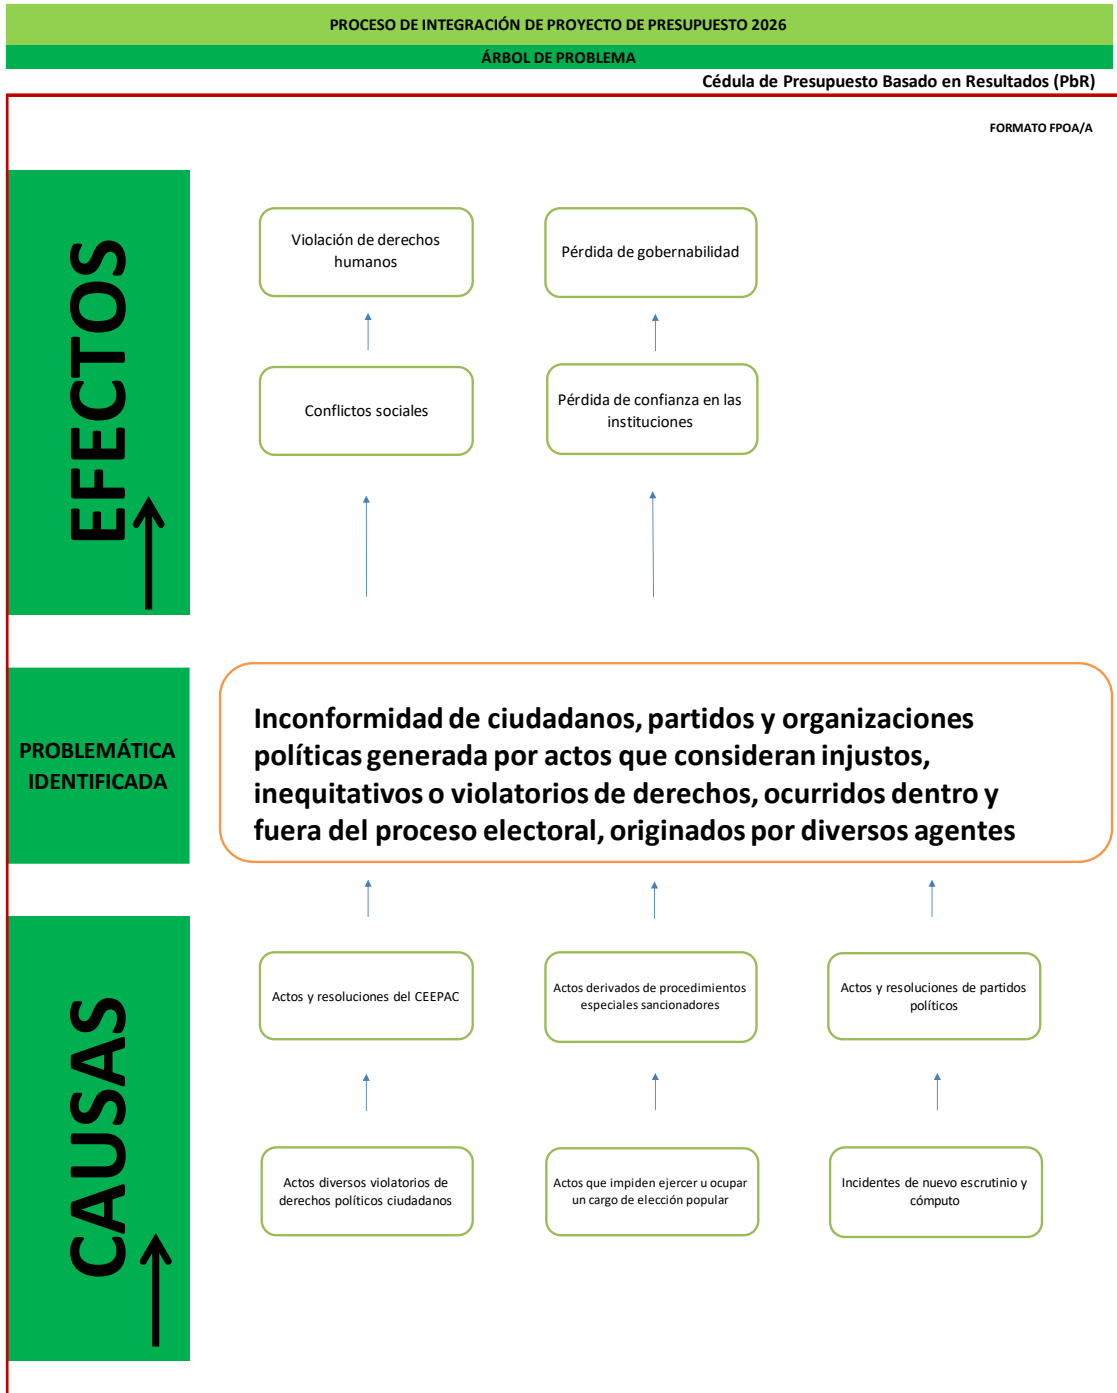 PROCESO DE INTEGRACIÓN DE PROYECTO DE PRESUPUESTO 2026
ÁRBOL DE PROBLEMA
Cédula de Presupuesto Basado en Resultados (PbR)
FORMATO FPOA/A
EFECTOS
Violación de derechos
humanos
Pérdida de gobernabilidad
Conflictos sociales
Pérdida de confianza en las
instituciones
PROBLEMÁTICA
IDENTIFICADA
Inconformidad de ciudadanos, partidos y organizaciones
políticas generada por actos que consideran injustos,
inequitativos o violatorios de derechos, ocurridos dentro y
fuera del proceso electoral, originados por diversos agentes
CAUSAS
Actos y resoluciones del CEEPAC
Actos derivados de procedimientos
especiales sancionadores
Actos y resoluciones de partidos
políticos
Actos diversos violatorios de
derechos políticos ciudadanos
Actos que impiden ejercer u ocupar
un cargo de elección popular
Incidentes de nuevo escrutinio y
cómputo